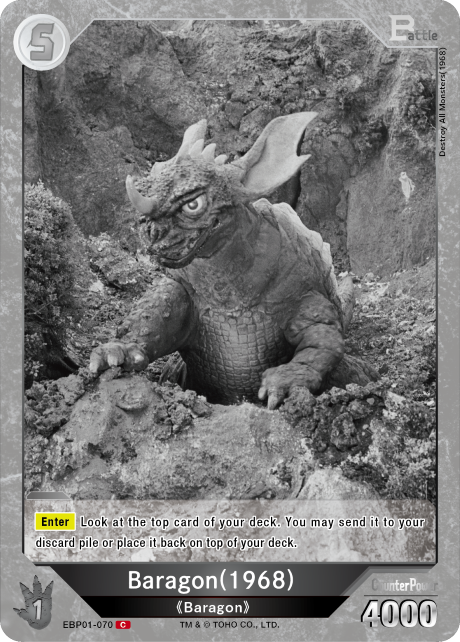 5
Battle
Destroy All Monsters(1968)
Enter Look at the top card of your deck. You may send it to your
discard pile or place it back on top of your deck.
Baragon(1968)
《Baragon》
CounterPower
4000
1
EBP01-070 C TM & © TOHO CO., LTD.